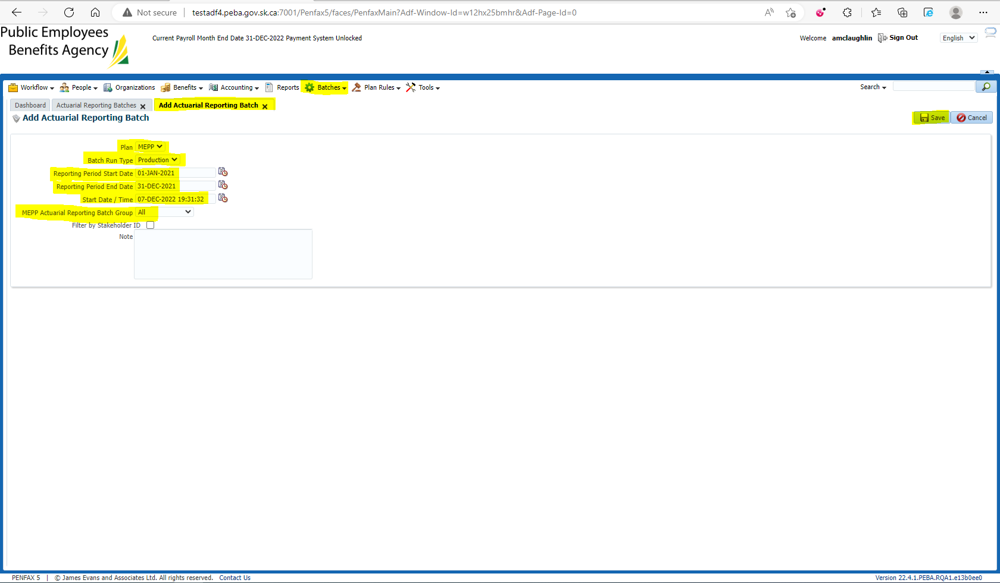 Not secure | testadf4.peba.gov.sk.ca:7001/Penfax5/faces/PenfaxMain?Adf-Window-Id=w12hx25bmhr&Adf-Page-Id=0
Public Employees
Benefits Agency
Current Payroll Month End Date 31-DEC-2022 Payment System Unlocked
Welcome amclaughlin Sign Out English
Workflow People Organizations Benefits Accounting Reports Batches Plan Rules Tools Search
Dashboard Actuarial Reporting Batches Add Actuarial Reporting Batch
Add Actuarial Reporting Batch Save Cancel
Plan MEPP
Batch Run Type Production
Reporting Period Start Date 01-JAN-2021
Reporting Period End Date 31-DEC-2021
Start Date / Time 07-DEC-2022 19:31:32
MEPP Actuarial Reporting Batch Group All
Filter by Stakeholder ID
Note
PENFAX 5 | © James Evans and Associates Ltd. All rights reserved. Contact Us Version 22.4.1.PEBA.RQA1.e13b0ee0